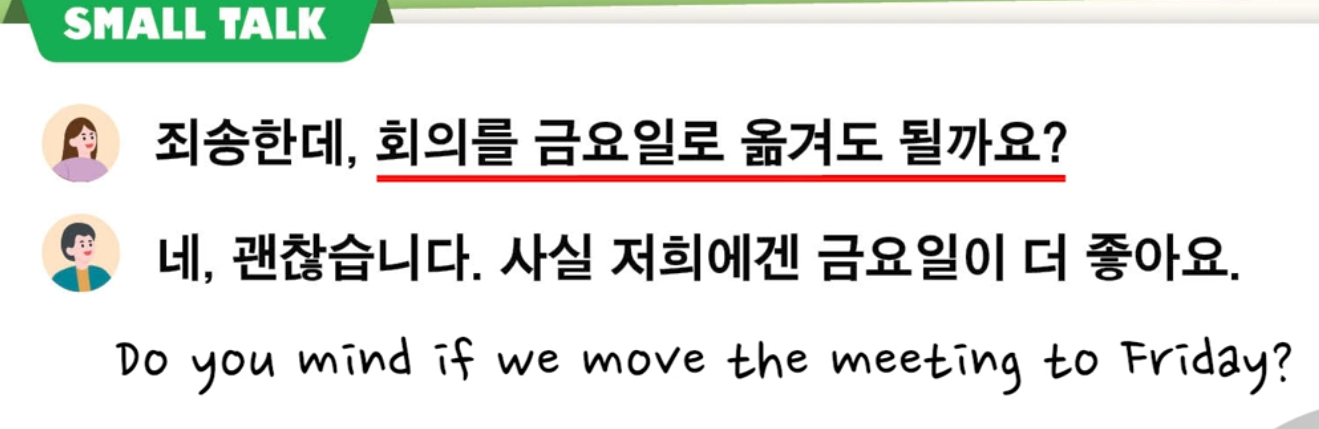 SMALL TALK
죄송한데, 회의를 금요일로 옮겨도 될까요?
네, 괜찮습니다. 사실 저희에겐 금요일이 더 좋아요.
Do you mind if we move the meeting to Friday?